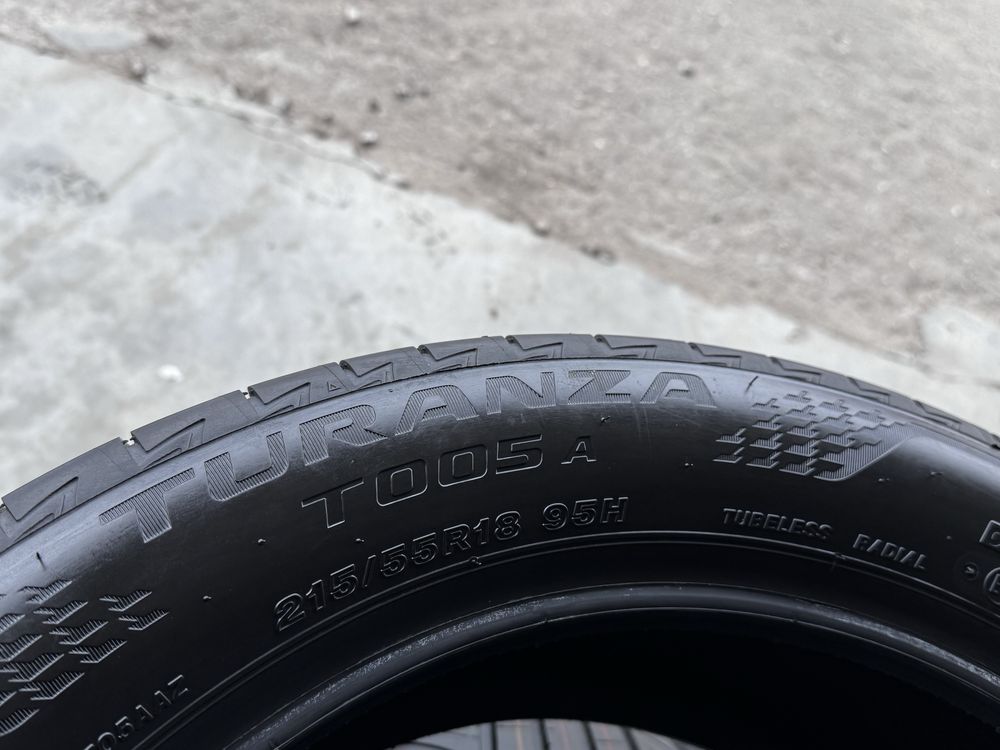 TURANZA
T005 A
215/55R18 95H
TUBELESS RADIAL